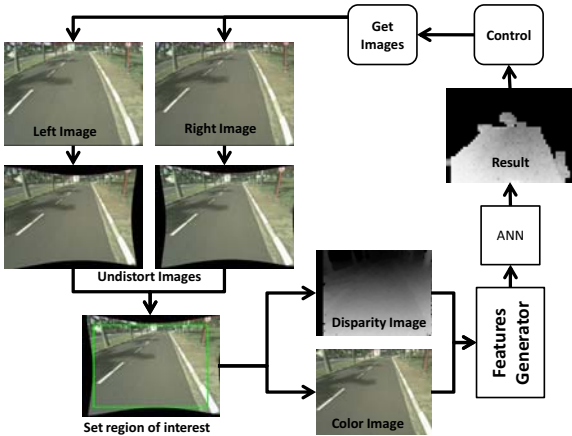 Get
Images
Control
Left Image
Right Image
Result
ANN
Undistort Images
Disparity Image
Features
Generator
Color Image
Set region of interest